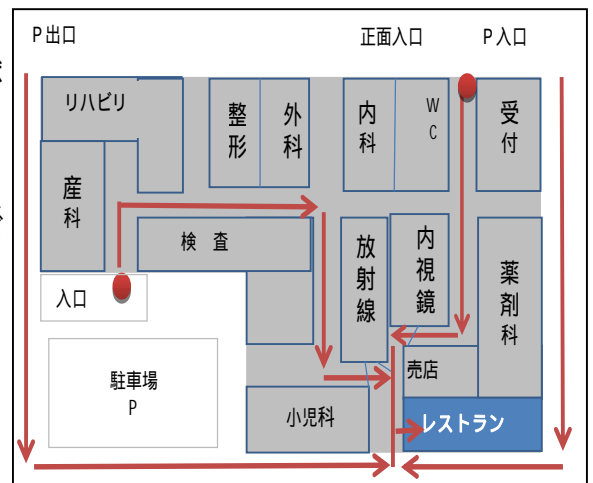 P出口
正面入口
P入口
リハビリ
整形
外科
内科
WC
受付
産科
検 査
放射線
内視鏡
薬剤科
入口
駐車場
P
売店
小児科
レストラン